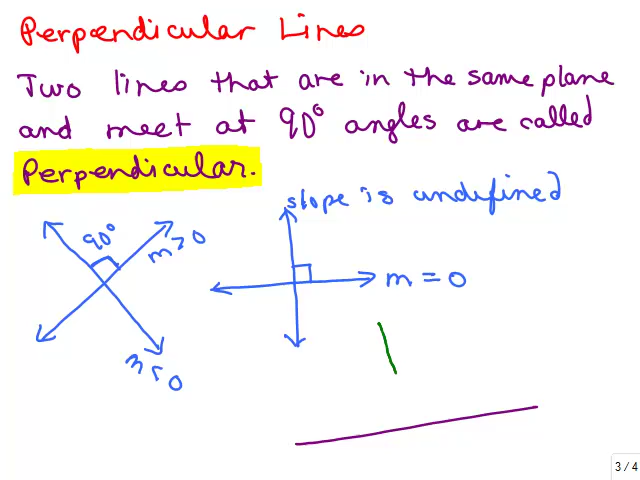 Perpendicular Lines
Two lines that are in the same plane
and meet at 90° angles are called
Perpendicular.
slope is undefined
90°
m > 0
m = 0
m < 0
3 / 4